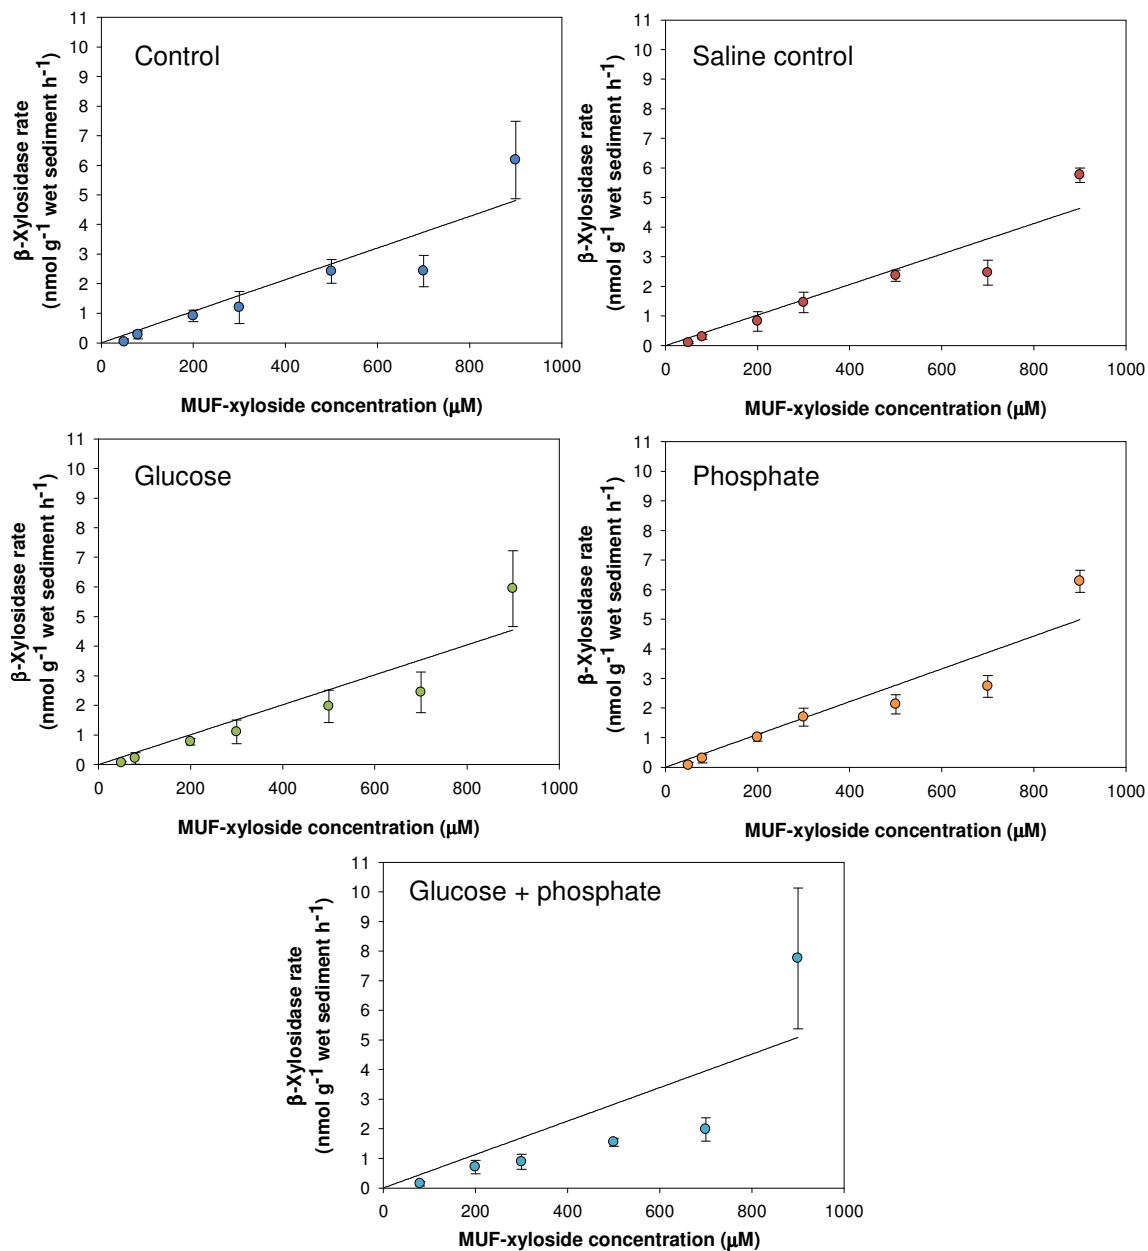 Control
11
10
9
8
7
6
5
4
3
2
1
0
0 200 400 600 800 1000
β-Xylosidase rate
(nmol g⁻¹ wet sediment h⁻¹)
MUF-xyloside concentration (μM)
Saline control
11
10
9
8
7
6
5
4
3
2
1
0
0 200 400 600 800 1000
β-Xylosidase rate
(nmol g⁻¹ wet sediment h⁻¹)
MUF-xyloside concentration (μM)
Glucose
11
10
9
8
7
6
5
4
3
2
1
0
0 200 400 600 800 1000
β-Xylosidase rate
(nmol g⁻¹ wet sediment h⁻¹)
MUF-xyloside concentration (μM)
Phosphate
11
10
9
8
7
6
5
4
3
2
1
0
0 200 400 600 800 1000
β-Xylosidase rate
(nmol g⁻¹ wet sediment h⁻¹)
MUF-xyloside concentration (μM)
Glucose + phosphate
11
10
9
8
7
6
5
4
3
2
1
0
0 200 400 600 800 1000
β-Xylosidase rate
(nmol g⁻¹ wet sediment h⁻¹)
MUF-xyloside concentration (μM)